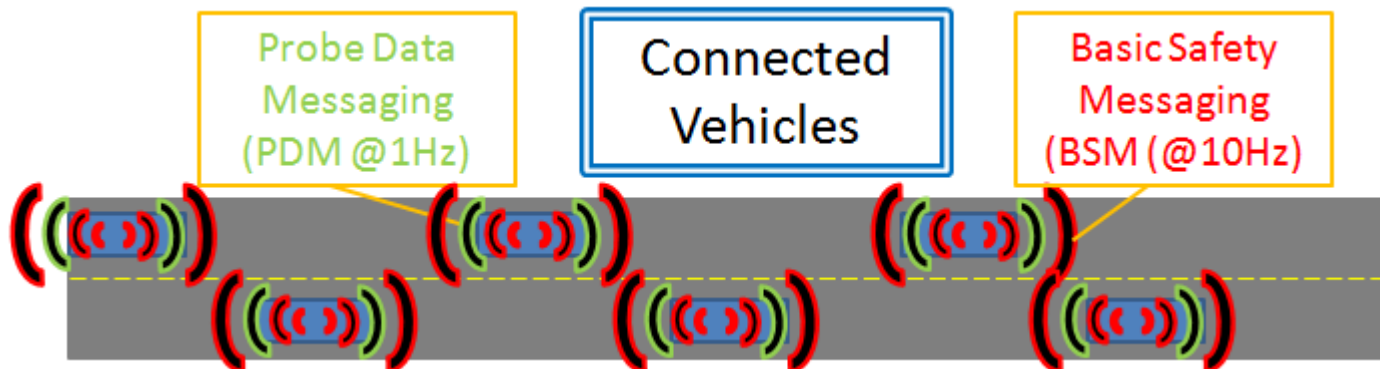 Probe Data
Messaging
(PDM @1Hz)
Connected
Vehicles
Basic Safety
Messaging
(BSM (@10Hz)